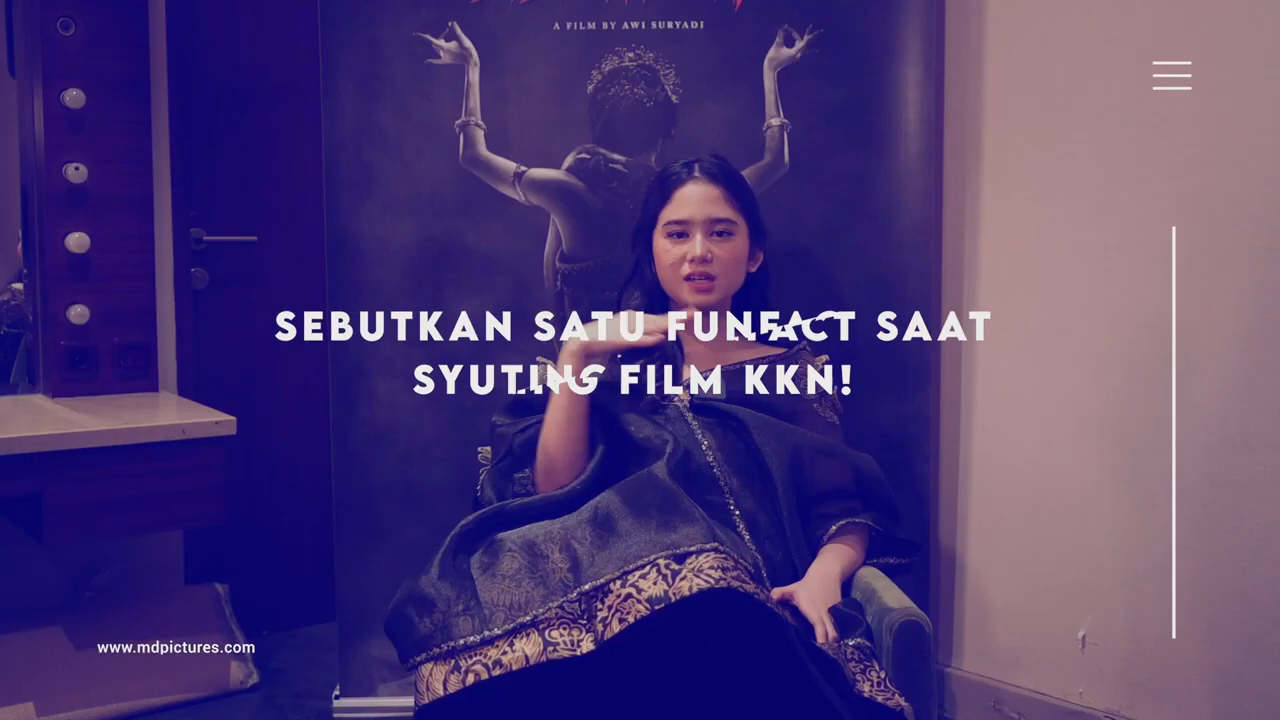 A FILM BY AWI SURYADI
SEBUTKAN SATU FUNFACT SAAT
SYUTING FILM KKN!
www.mdpictures.com